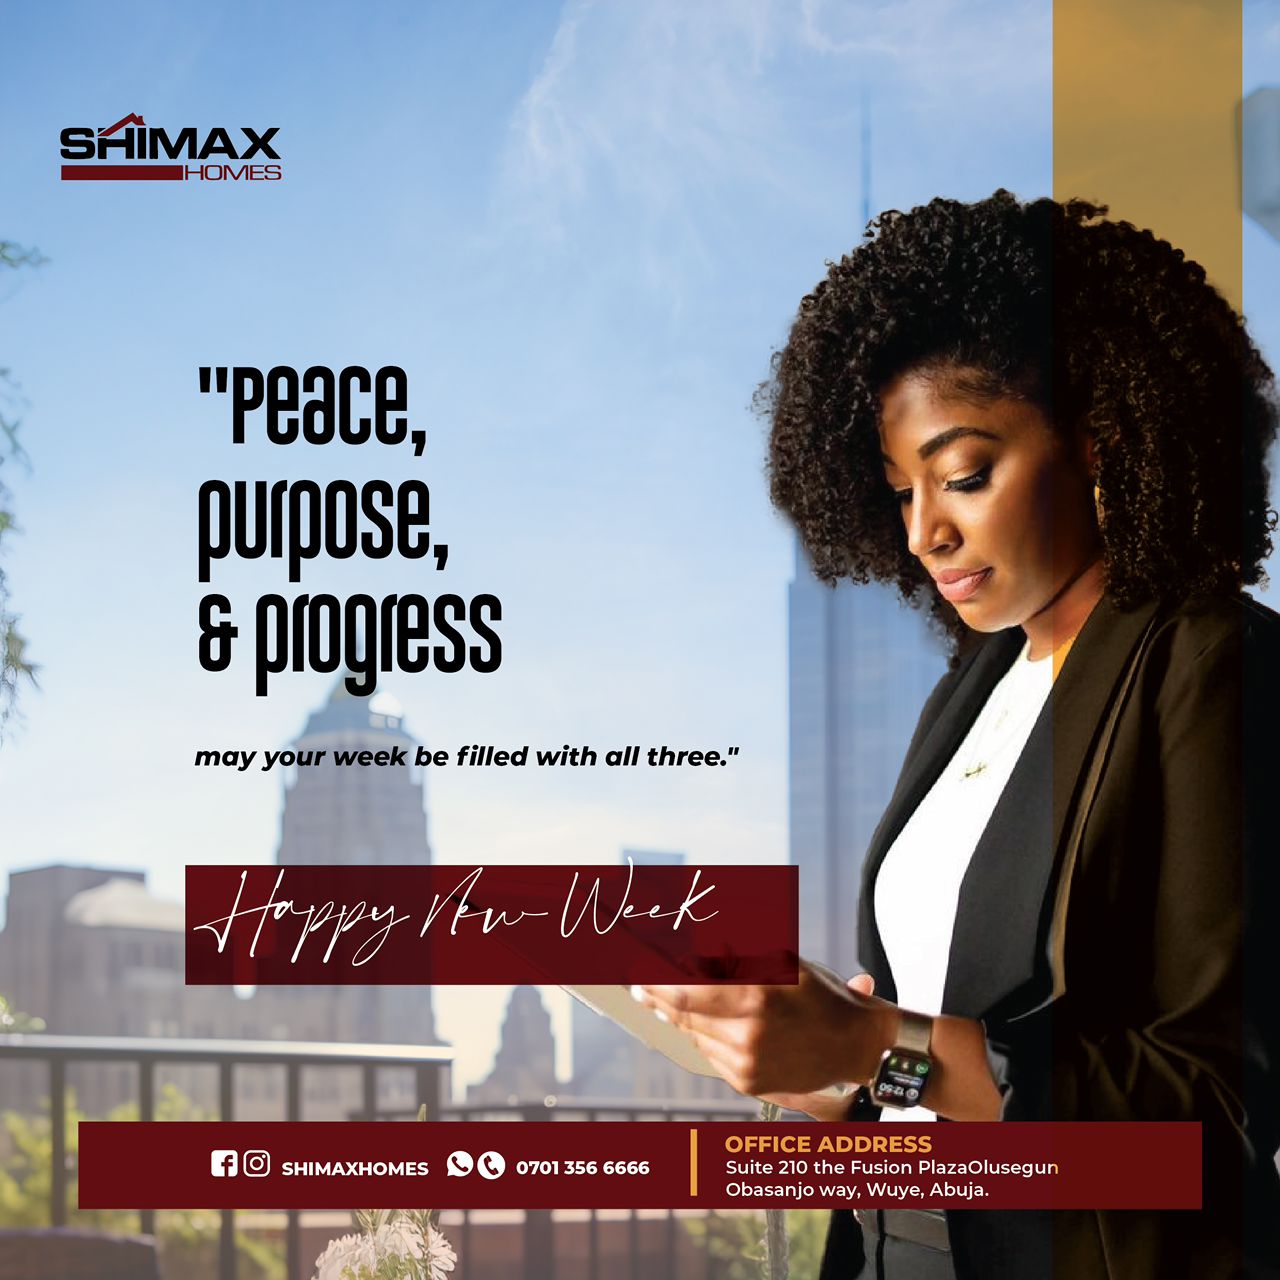 SHIMAX
HOMES
"Peace,
purpose,
& progress
may your week be filled with all three."
Happy New Week
SHIMAXHOMES 0701 356 6666
OFFICE ADDRESS
Suite 210 the Fusion PlazaOlusegun
Obasanjo way, Wuye, Abuja.